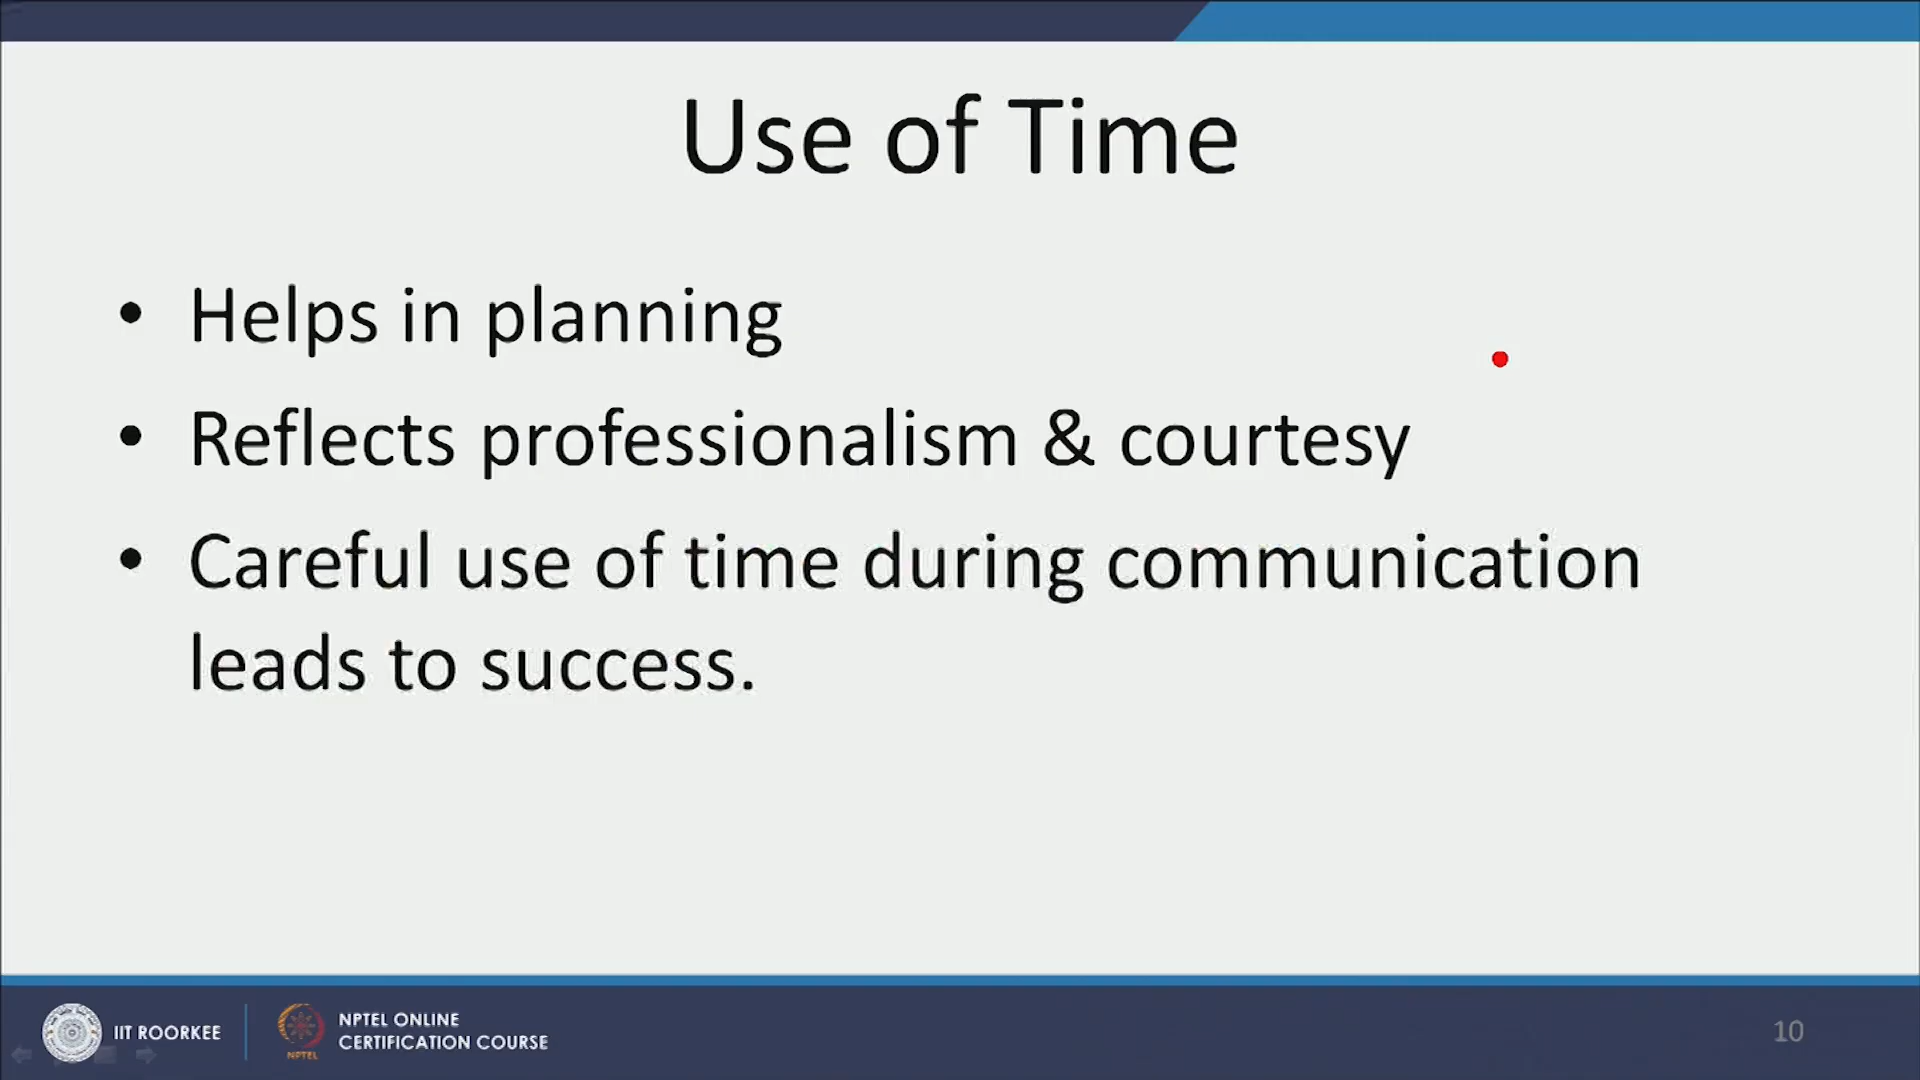 Use of Time
• Helps in planning
• Reflects professionalism & courtesy
• Careful use of time during communication
leads to success.
IIT ROORKEE
NPTEL
NPTEL ONLINE
CERTIFICATION COURSE
10